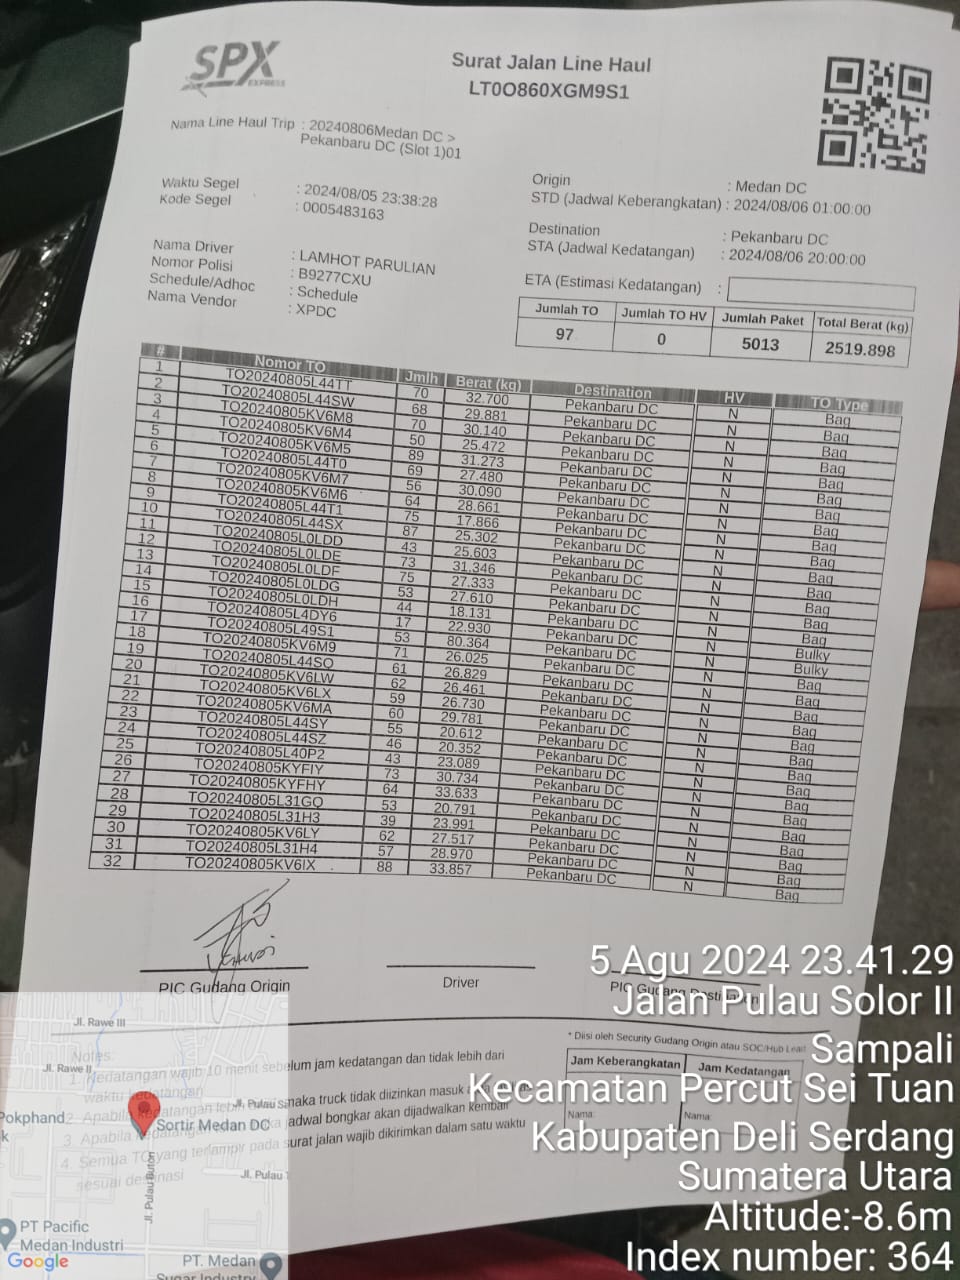 SPX
EXPRESS
Surat Jalan Line Haul
LT0O860XGM9S1
Nama Line Haul Trip : 20240806Medan DC >
Pekanbaru DC (Slot 1)01
Waktu Segel : 2024/08/05 23:38:28
Kode Segel : 0005483163
Origin : Medan DC
STD (Jadwal Keberangkatan) : 2024/08/06 01:00:00
Destination : Pekanbaru DC
STA (Jadwal Kedatangan) : 2024/08/06 20:00:00
Nama Driver : LAMHOT PARULIAN
Nomor Polisi : B9277CXU
Schedule/Adhoc : Schedule
Nama Vendor : XPDC
ETA (Estimasi Kedatangan) :
Jumlah TO Jumlah TO HV Jumlah Paket Total Berat (kg)
97 0 5013 2519.898
# Nomor TO Jmlh Berat (kg) Destination HV TO Type
1 TO20240805L44TT 70 32.700 Pekanbaru DC N Bag
2 TO20240805L44SW 68 29.881 Pekanbaru DC N Bag
3 TO20240805KV6M8 70 30.140 Pekanbaru DC N Bag
4 TO20240805KV6M4 50 25.472 Pekanbaru DC N Bag
5 TO20240805KV6M5 89 31.273 Pekanbaru DC N Bag
6 TO20240805L44T0 69 27.480 Pekanbaru DC N Bag
7 TO20240805KV6M7 56 30.090 Pekanbaru DC N Bag
8 TO20240805KV6M6 64 28.661 Pekanbaru DC N Bag
9 TO20240805L44T1 75 17.866 Pekanbaru DC N Bag
10 TO20240805L44SX 87 25.302 Pekanbaru DC N Bag
11 TO20240805L0LDD 43 25.603 Pekanbaru DC N Bag
12 TO20240805L0LDE 73 31.346 Pekanbaru DC N Bag
13 TO20240805L0LDF 75 27.333 Pekanbaru DC N Bag
14 TO20240805L0LDG 53 27.610 Pekanbaru DC N Bag
15 TO20240805L0LDH 44 18.131 Pekanbaru DC N Bag
16 TO20240805L4DY6 17 22.930 Pekanbaru DC N Bulky
17 TO20240805L49S1 53 80.364 Pekanbaru DC N Bulky
18 TO20240805KV6M9 71 26.025 Pekanbaru DC N Bag
19 TO20240805L44SQ 61 26.829 Pekanbaru DC N Bag
20 TO20240805KV6LW 62 26.461 Pekanbaru DC N Bag
21 TO20240805KV6LX 59 26.730 Pekanbaru DC N Bag
22 TO20240805KV6MA 60 29.781 Pekanbaru DC N Bag
23 TO20240805L44SY 55 20.612 Pekanbaru DC N Bag
24 TO20240805L44SZ 46 20.352 Pekanbaru DC N Bag
25 TO20240805L40P2 43 23.089 Pekanbaru DC N Bag
26 TO20240805KYFIY 73 30.734 Pekanbaru DC N Bag
27 TO20240805KYFHY 64 33.633 Pekanbaru DC N Bag
28 TO20240805L31GQ 53 20.791 Pekanbaru DC N Bag
29 TO20240805L31H3 39 23.991 Pekanbaru DC N Bag
30 TO20240805KV6LY 62 27.517 Pekanbaru DC N Bag
31 TO20240805L31H4 57 28.970 Pekanbaru DC N Bag
32 TO20240805KV6IX 88 33.857 Pekanbaru DC N Bag
PIC Gudang Origin
Driver
PIC Gudang Destination
Notes:
1. Kedatangan wajib 10 menit sebelum jam kedatangan dan tidak lebih dari
waktu kedatangan
2. Apabila kedatangan maka truck tidak diizinkan masuk
3. Apabila kedatangan jadwal bongkar akan dijadwalkan kembali
4. Semua TO yang terlampir pada surat jalan wajib dikirimkan dalam satu waktu
sesuai destinasi
* Diisi oleh Security Gudang Origin atau SOC/Hub Lead
Jam Keberangkatan Jam Kedatangan
Nama: Nama:
5 Agu 2024 23.41.29
Jalan Pulau Solor II
Sampali
Kecamatan Percut Sei Tuan
Kabupaten Deli Serdang
Sumatera Utara
Altitude:-8.6m
Index number: 364
Jl. Rawe III
Jl. Rawe II
Pokphand
k
Jl. Pulau
Sortir Medan DC
Jl. Pulau Buton
Jl. Pulau
PT Pacific
Medan Industri
PT. Medan
Sugar Industry
Google